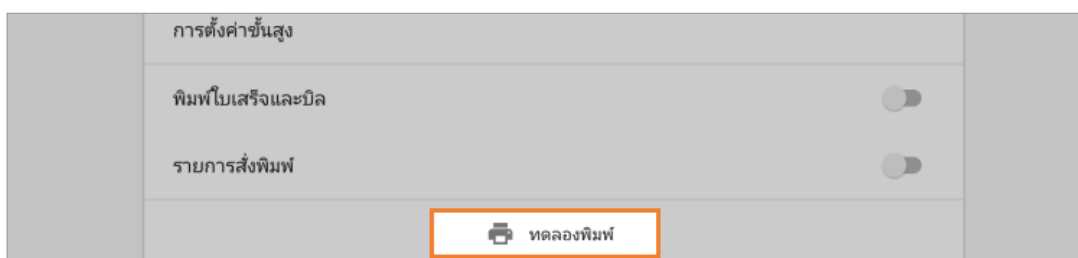 การตั้งค่าขั้นสูง
พิมพ์ใบเสร็จและบิล
รายการสั่งพิมพ์
ทดลองพิมพ์